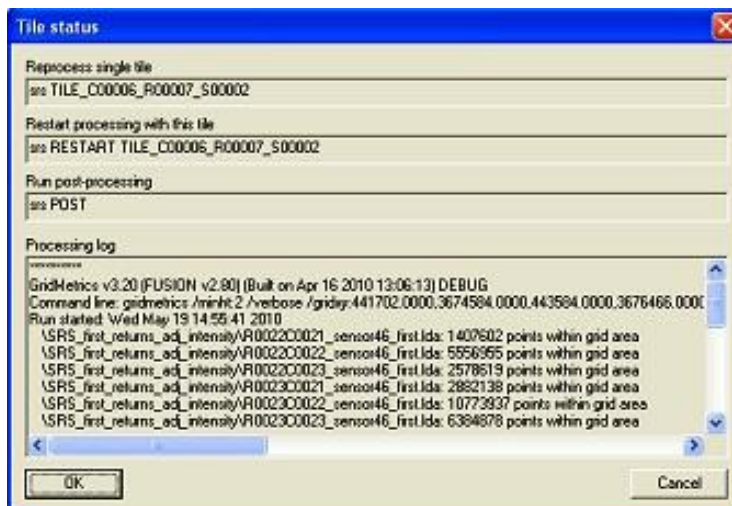 Tile status
Reprocess single tile
srs TILE_C00006_R00007_S00002
Restart processing with this tile
srs RESTART TILE_C00006_R00007_S00002
Run post-processing
srs POST
Processing log
----------
GridMetrics v3.20 (FUSION v2.80) (Built on Apr 16 2010 13:06:13) DEBUG
Command line: gridmetrics /minht:2 /verbose /gridxy:441702.0000,3674584.0000,443584.0000,3676466.0000
Run started: Wed May 19 14:55:41 2010
\SRS_first_returns_adj_intensity\R0022C0021_sensor46_first.lda: 1407602 points within grid area
\SRS_first_returns_adj_intensity\R0022C0022_sensor46_first.lda: 5556955 points within grid area
\SRS_first_returns_adj_intensity\R0022C0023_sensor46_first.lda: 2578619 points within grid area
\SRS_first_returns_adj_intensity\R0023C0021_sensor46_first.lda: 2882138 points within grid area
\SRS_first_returns_adj_intensity\R0023C0022_sensor46_first.lda: 10773937 points within grid area
\SRS_first_returns_adj_intensity\R0023C0023_sensor46_first.lda: 6384878 points within grid area
OK
Cancel